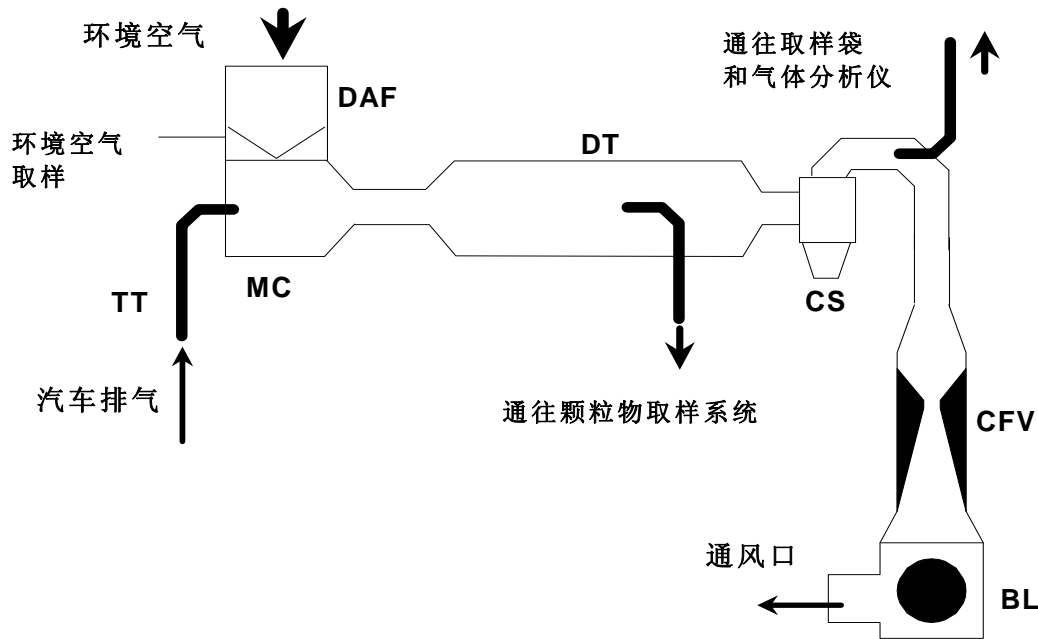 环境空气
DAF
环境空气
取样
TT
MC
汽车排气
DT
通往颗粒物取样系统
通往取样袋
和气体分析仪
CS
CFV
通风口
BL